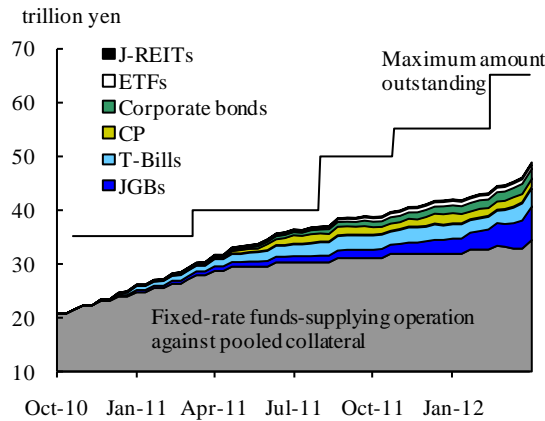 trillion yen
70
60
50
40
30
20
10
J-REITs
ETFs
Corporate bonds
CP
T-Bills
JGBs
Maximum amount
outstanding
Fixed-rate funds-supplying operation
against pooled collateral
Oct-10 Jan-11 Apr-11 Jul-11 Oct-11 Jan-12